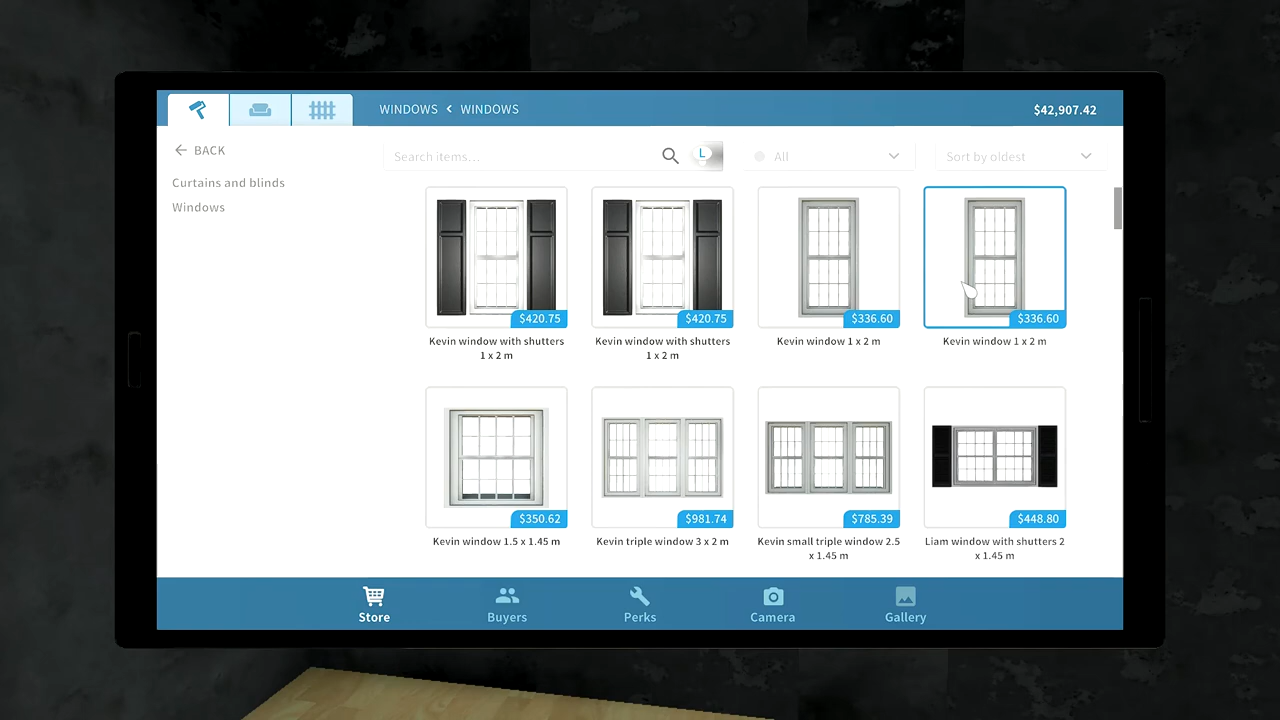 WINDOWS < WINDOWS
$42,907.42
BACK
Search items...
L
All
Sort by oldest
Curtains and blinds
Windows
$420.75
$420.75
$336.60
$336.60
Kevin window with shutters
1 x 2 m
Kevin window with shutters
1 x 2 m
Kevin window 1 x 2 m
Kevin window 1 x 2 m
$350.62
$981.74
$785.39
$448.80
Kevin window 1.5 x 1.45 m
Kevin triple window 3 x 2 m
Kevin small triple window 2.5
x 1.45 m
Liam window with shutters 2
x 1.45 m
Store
Buyers
Perks
Camera
Gallery